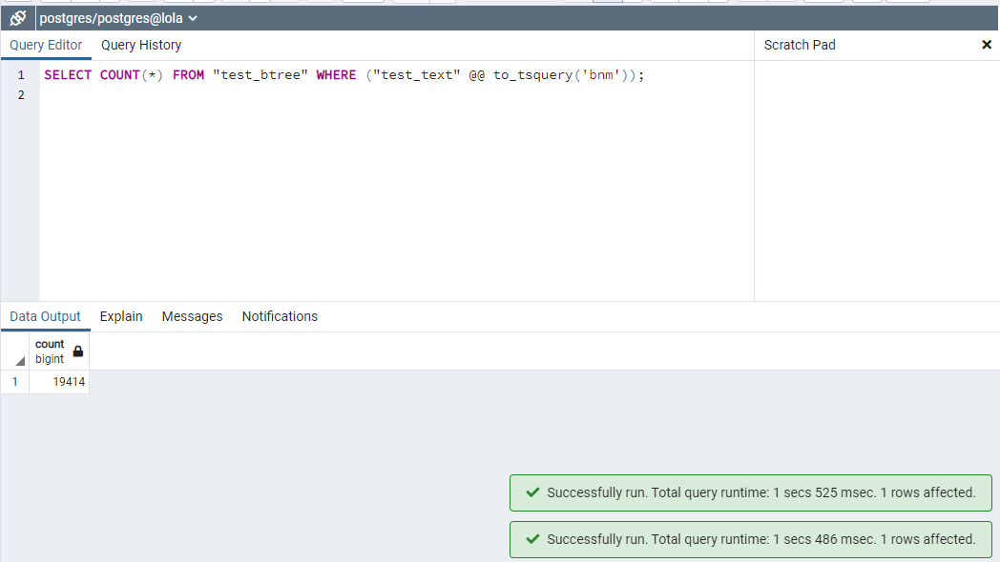 postgres/postgres@lola
Query Editor Query History Scratch Pad
1 SELECT COUNT(*) FROM "test_btree" WHERE ("test_text" @@ to_tsquery('bnm'));
2
Data Output Explain Messages Notifications
count
bigint
1 19414
Successfully run. Total query runtime: 1 secs 525 msec. 1 rows affected.
Successfully run. Total query runtime: 1 secs 486 msec. 1 rows affected.